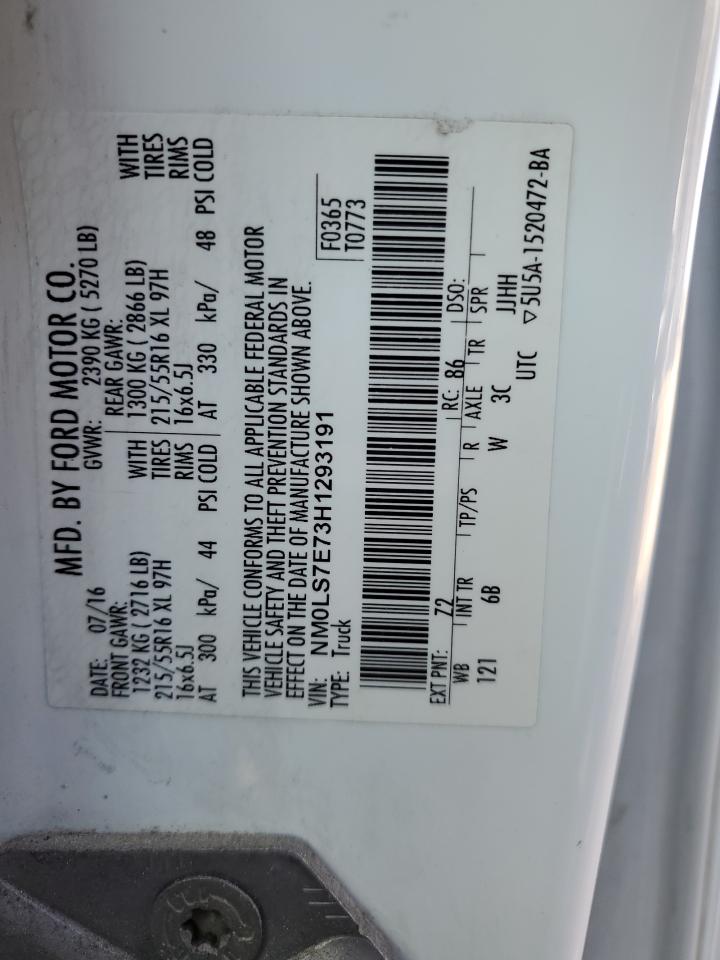 MFD. BY FORD MOTOR CO.
DATE: 07/16 GVWR: 2390 KG ( 5270 LB)
FRONT GAWR: REAR GAWR:
1232 KG ( 2716 LB) WITH 1300 KG ( 2866 LB) WITH
215/55R16 XL 97H TIRES 215/55R16 XL 97H TIRES
16x6.5J RIMS 16x6.5J RIMS
AT 300 kPa/ 44 PSI COLD AT 330 kPa/ 48 PSI COLD
THIS VEHICLE CONFORMS TO ALL APPLICABLE FEDERAL MOTOR
VEHICLE SAFETY AND THEFT PREVENTION STANDARDS IN
EFFECT ON THE DATE OF MANUFACTURE SHOWN ABOVE.
VIN: NM0LS7E73H1293191 F0365
TYPE: Truck T0773
EXT PNT: Z2 RC: 86 DSO:
WB INT TR TP/PS R AXLE TR SPR
121 6B W 3C JJHH
UTC ▽5U5A-1520472-BA